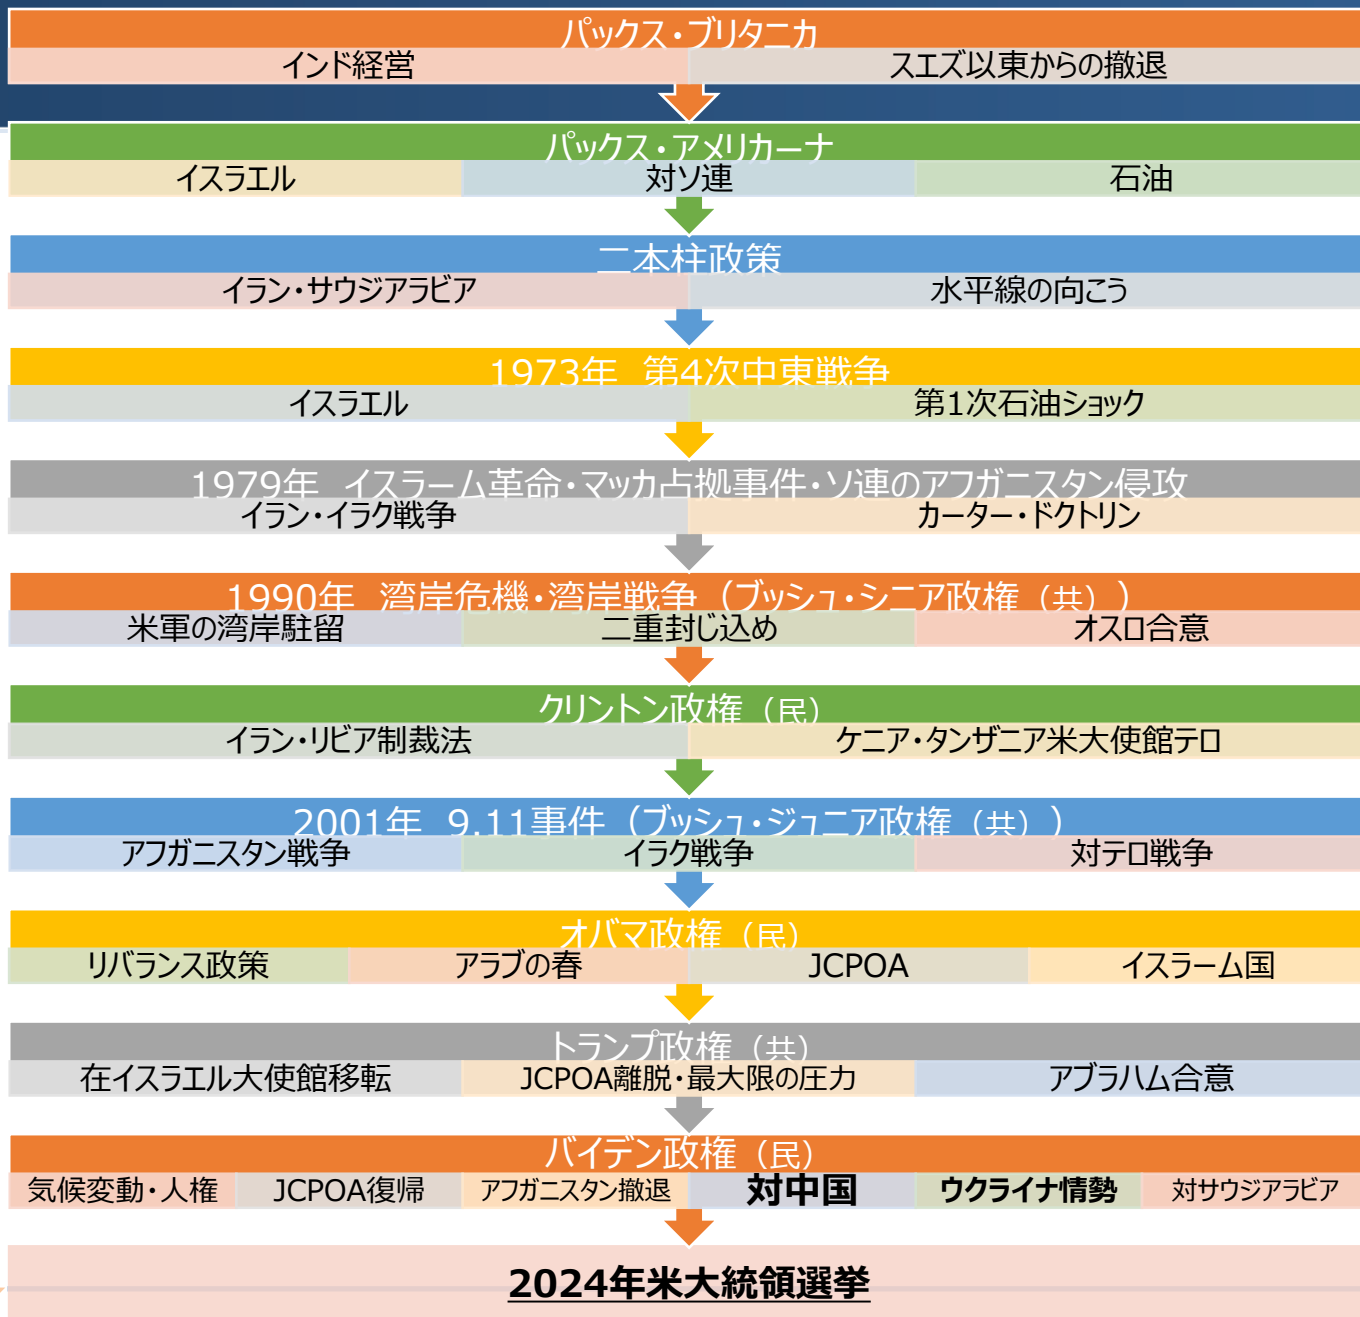 パックス・ブリタニカ
インド経営 スエズ以東からの撤退
パックス・アメリカーナ
イスラエル 対ソ連 石油
二本柱政策
イラン・サウジアラビア 水平線の向こう
1973年 第4次中東戦争
イスラエル 第1次石油ショック
1979年 イスラーム革命・マッカ占拠事件・ソ連のアフガニスタン侵攻
イラン・イラク戦争 カーター・ドクトリン
1990年 湾岸危機・湾岸戦争（ブッシュ・シニア政権（共））
米軍の湾岸駐留 二重封じ込め オスロ合意
クリントン政権（民）
イラン・リビア制裁法 ケニア・タンザニア米大使館テロ
2001年 9.11事件（ブッシュ・ジュニア政権（共））
アフガニスタン戦争 イラク戦争 対テロ戦争
オバマ政権（民）
リバランス政策 アラブの春 JCPOA イスラーム国
トランプ政権（共）
在イスラエル大使館移転 JCPOA離脱・最大限の圧力 アブラハム合意
バイデン政権（民）
気候変動・人権 JCPOA復帰 アフガニスタン撤退 対中国 ウクライナ情勢 対サウジアラビア
2024年米大統領選挙